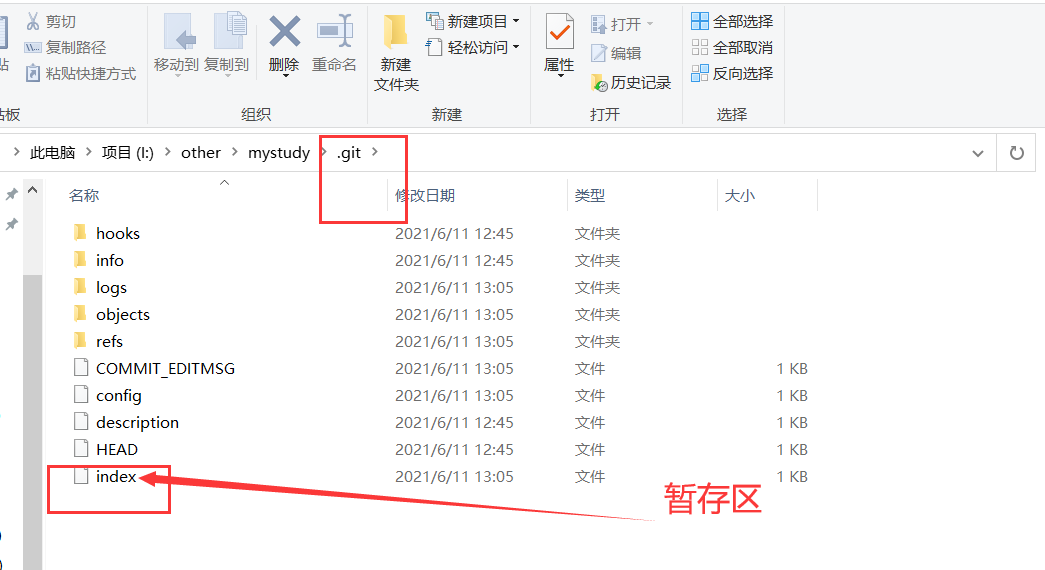 剪切
复制路径
粘贴快捷方式
移动到 复制到
删除 重命名
组织
新建
文件夹
新建项目
轻松访问
新建
属性
打开
编辑
历史记录
打开
全部选择
全部取消
反向选择
选择
此电脑 > 项目 (I:) > other > mystudy > .git >
名称 修改日期 类型 大小
hooks 2021/6/11 12:45 文件夹
info 2021/6/11 12:45 文件夹
logs 2021/6/11 13:05 文件夹
objects 2021/6/11 13:05 文件夹
refs 2021/6/11 13:05 文件夹
COMMIT_EDITMSG 2021/6/11 13:05 文件 1 KB
config 2021/6/11 13:05 文件 1 KB
description 2021/6/11 12:45 文件 1 KB
HEAD 2021/6/11 12:45 文件 1 KB
index 2021/6/11 13:05 文件 1 KB
暂存区